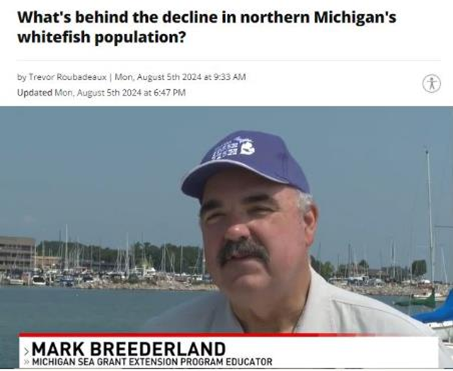 What's behind the decline in northern Michigan's
whitefish population?
by Trevor Roubadeaux | Mon, August 5th 2024 at 9:33 AM
Updated Mon, August 5th 2024 at 6:47 PM
> MARK BREEDERLAND
» MICHIGAN SEA GRANT EXTENSION PROGRAM EDUCATOR